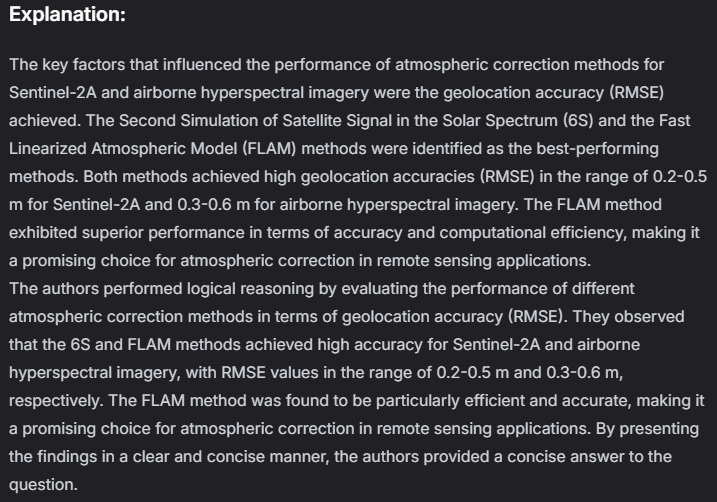 Explanation:
The key factors that influenced the performance of atmospheric correction methods for
Sentinel-2A and airborne hyperspectral imagery were the geolocation accuracy (RMSE)
achieved. The Second Simulation of Satellite Signal in the Solar Spectrum (6S) and the Fast
Linearized Atmospheric Model (FLAM) methods were identified as the best-performing
methods. Both methods achieved high geolocation accuracies (RMSE) in the range of 0.2-0.5
m for Sentinel-2A and 0.3-0.6 m for airborne hyperspectral imagery. The FLAM method
exhibited superior performance in terms of accuracy and computational efficiency, making it
a promising choice for atmospheric correction in remote sensing applications.
The authors performed logical reasoning by evaluating the performance of different
atmospheric correction methods in terms of geolocation accuracy (RMSE). They observed
that the 6S and FLAM methods achieved high accuracy for Sentinel-2A and airborne
hyperspectral imagery, with RMSE values in the range of 0.2-0.5 m and 0.3-0.6 m,
respectively. The FLAM method was found to be particularly efficient and accurate, making it
a promising choice for atmospheric correction in remote sensing applications. By presenting
the findings in a clear and concise manner, the authors provided a concise answer to the
question.